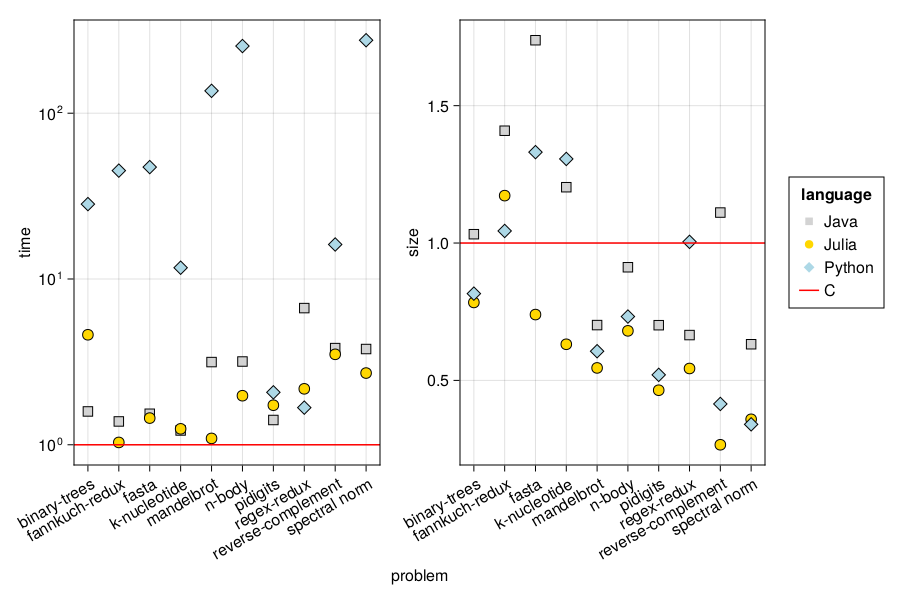 time
10²
10¹
10⁰
binary-trees
fannkuch-redux
fasta
k-nucleotide
mandelbrot
n-body
pidigits
regex-redux
reverse-complement
spectral norm
size
1.5
1.0
0.5
binary-trees
fannkuch-redux
fasta
k-nucleotide
mandelbrot
n-body
pidigits
regex-redux
reverse-complement
spectral norm
problem
language
Java
Julia
Python
C